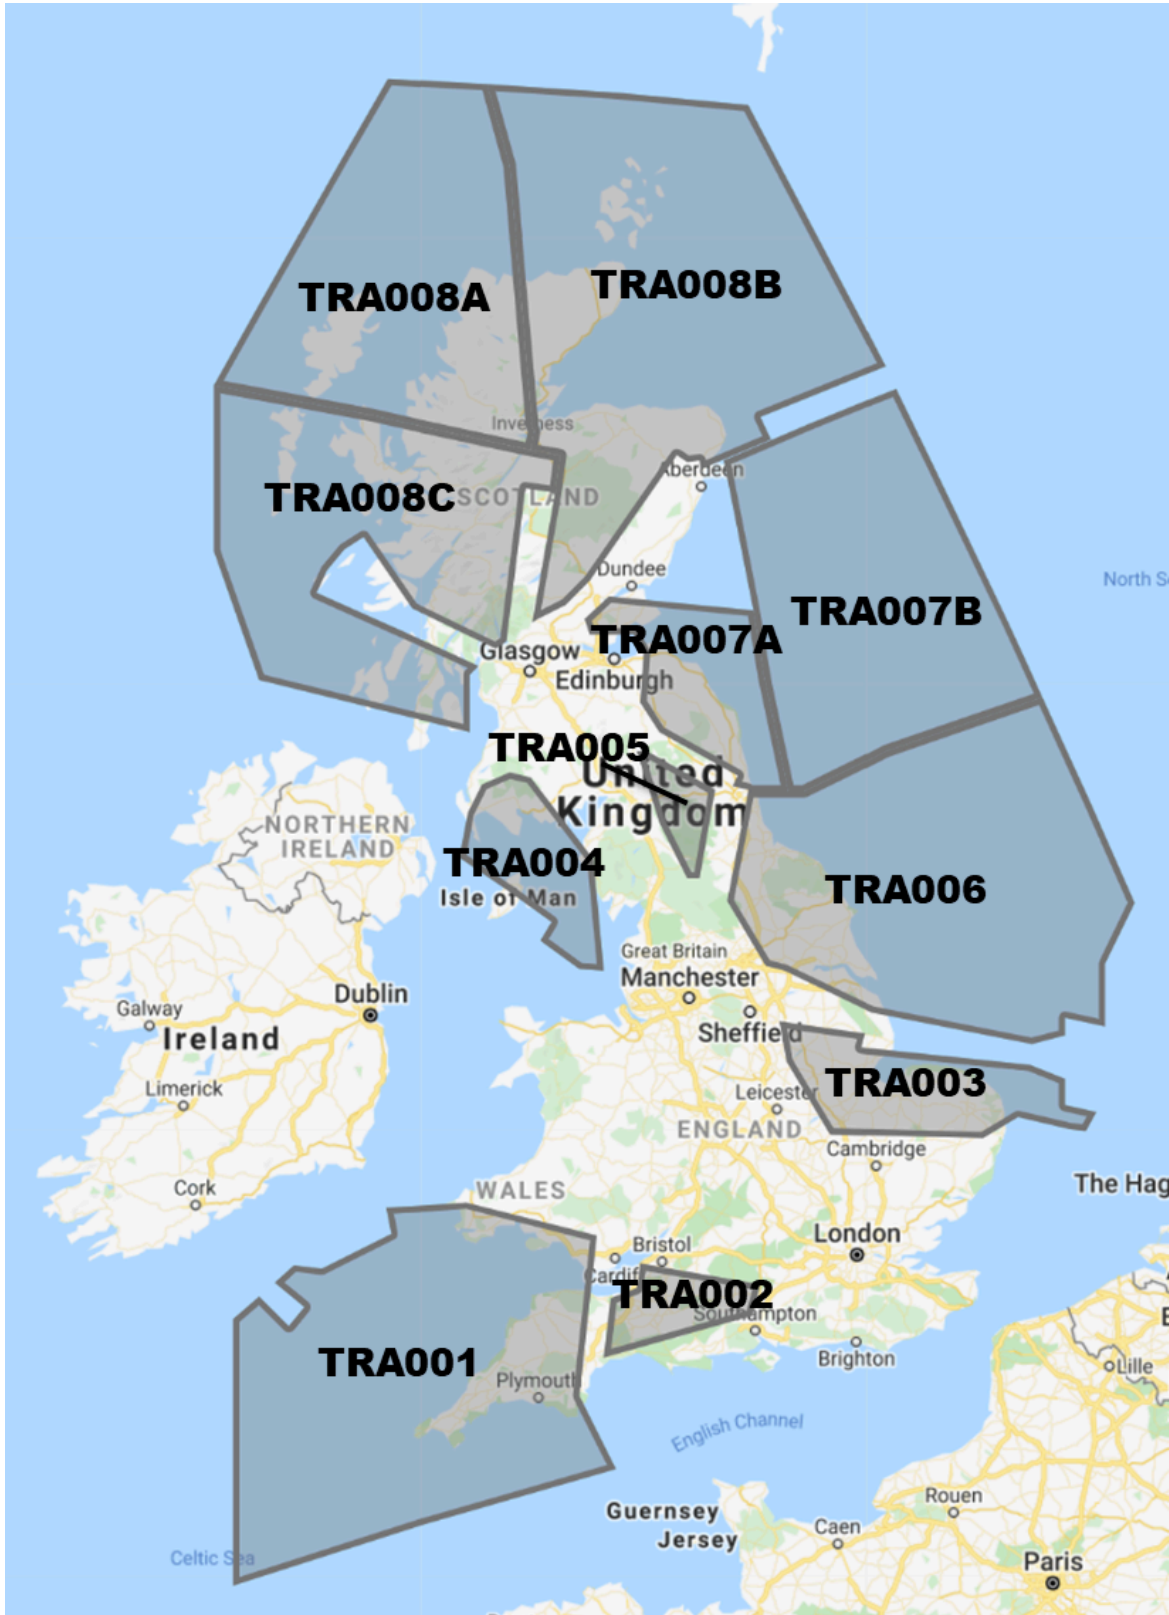 TRA008B
TRA008A
Inverness
Aberdeen
TRA008C
SCOTLAND
Dundee
North S
TRA007B
TRA007A
Glasgow
Edinburgh
TRA005
United
Kingdom
NORTHERN
IRELAND
TRA004
Isle of Man
TRA006
Great Britain
Manchester
Dublin
Galway
Ireland
Sheffield
TRA003
Limerick
Leicester
ENGLAND
Cambridge
The Hag
Cork
WALES
London
Bristol
Cardiff
TRA002
Southampton
Brighton
TRA001
Lille
Plymouth
English Channel
Rouen
Guernsey
Jersey
Caen
Celtic Sea
Paris